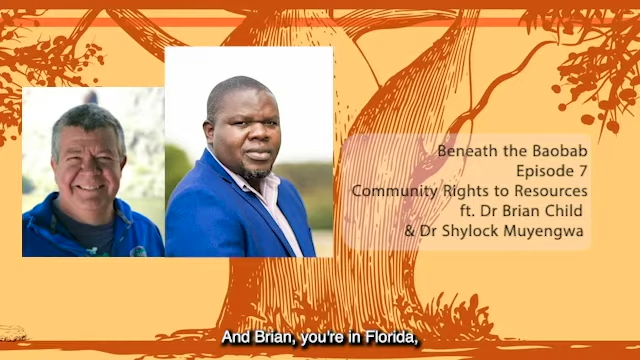 Beneath the Baobab
Episode 7
Community Rights to Resources
ft. Dr Brian Child
& Dr Shylock Muyengwa
And Brian, you're in Florida,